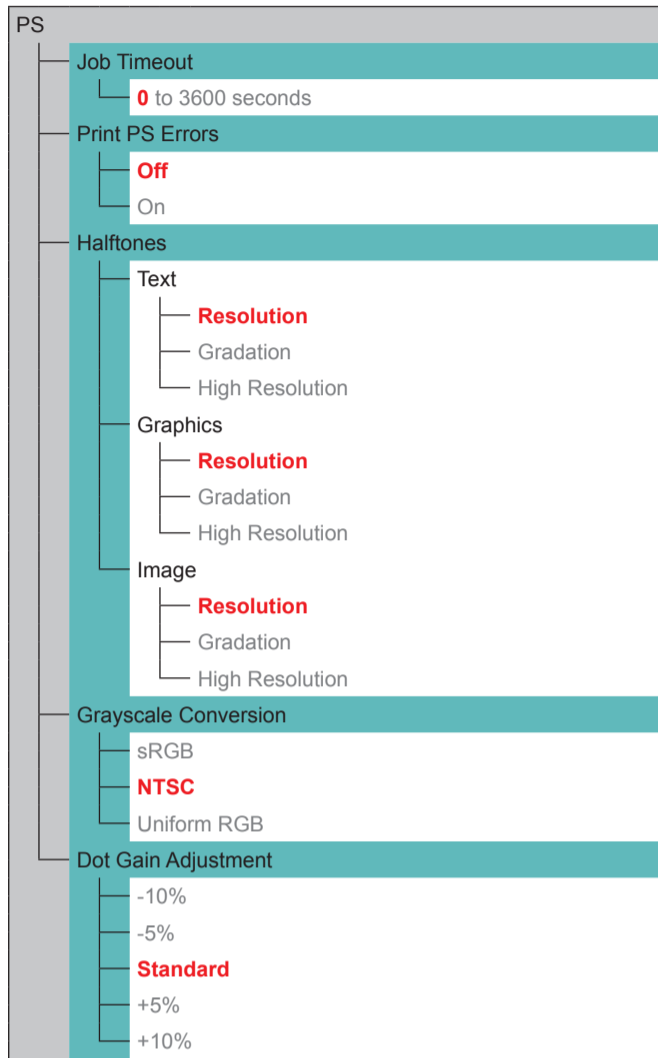 PS
Job Timeout
0 to 3600 seconds
Print PS Errors
Off
On
Halftones
Text
Resolution
Gradation
High Resolution
Graphics
Resolution
Gradation
High Resolution
Image
Resolution
Gradation
High Resolution
Grayscale Conversion
sRGB
NTSC
Uniform RGB
Dot Gain Adjustment
-10%
-5%
Standard
+5%
+10%